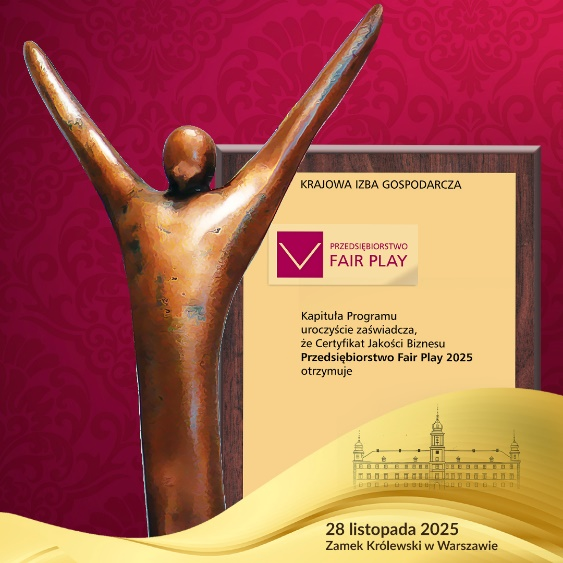 KRAJOWA IZBA GOSPODARCZA
PRZEDSIĘBIORSTWO
FAIR PLAY
Kapituła Programu
uroczyście zaświadcza,
że Certyfikat Jakości Biznesu
Przedsiębiorstwo Fair Play 2025
otrzymuje
28 listopada 2025
Zamek Królewski w Warszawie